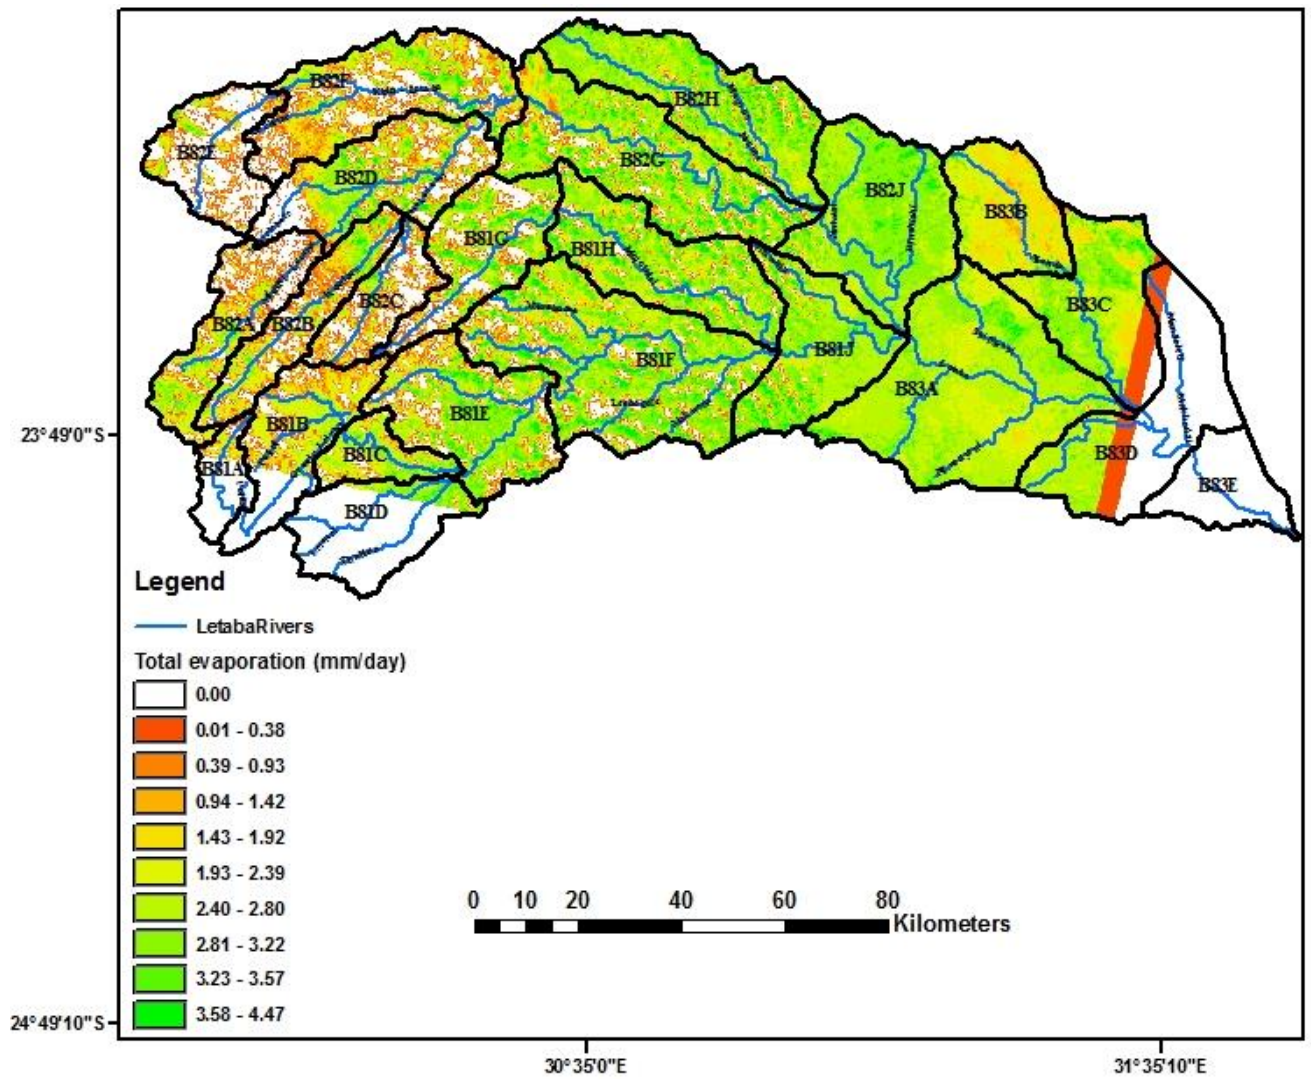 B82F
B82H
B82E
B82G
B82D
B82J
B83B
B81G
B81H
B82C
B83C
B82A
B82B
B81J
B81F
B83A
B81E
B81B
23°49'0"S
B81C
B83D
B81A
B83E
B81D
Legend
LetabaRivers
Total evaporation (mm/day)
0.00
0.01 - 0.38
0.39 - 0.93
0.94 - 1.42
1.43 - 1.92
1.93 - 2.39
2.40 - 2.80
0 10 20 40 60 80
Kilometers
2.81 - 3.22
3.23 - 3.57
3.58 - 4.47
24°49'10"S
30°35'0"E
31°35'10"E